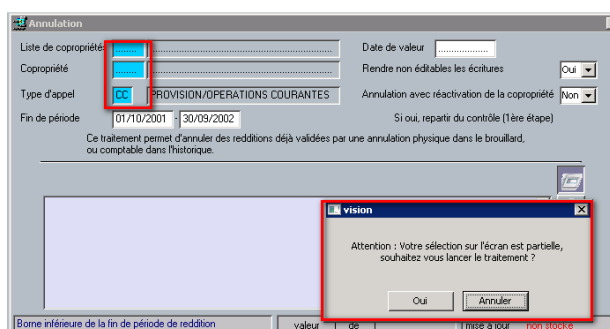 Annulation
Liste de copropriétés ........ ................................ Date de valeur ..................
Copropriété ........ ................................ Rendre non éditables les écritures Oui
Type d'appel CC PROVISION/OPERATIONS COURANTES Annulation avec réactivation de la copropriété Non
Fin de période 01/10/2001 - 30/09/2002 Si oui, repartir du contrôle (1ère étape)
Ce traitement permet d'annuler des redditions déjà validées par une annulation physique dans le brouillard,
ou comptable dans l'historique.
vision
Attention : Votre sélection sur l'écran est partielle,
souhaitez vous lancer le traitement ?
Oui Annuler
Borne inférieure de la fin de période de reddition valeur de mise à jour non stocké